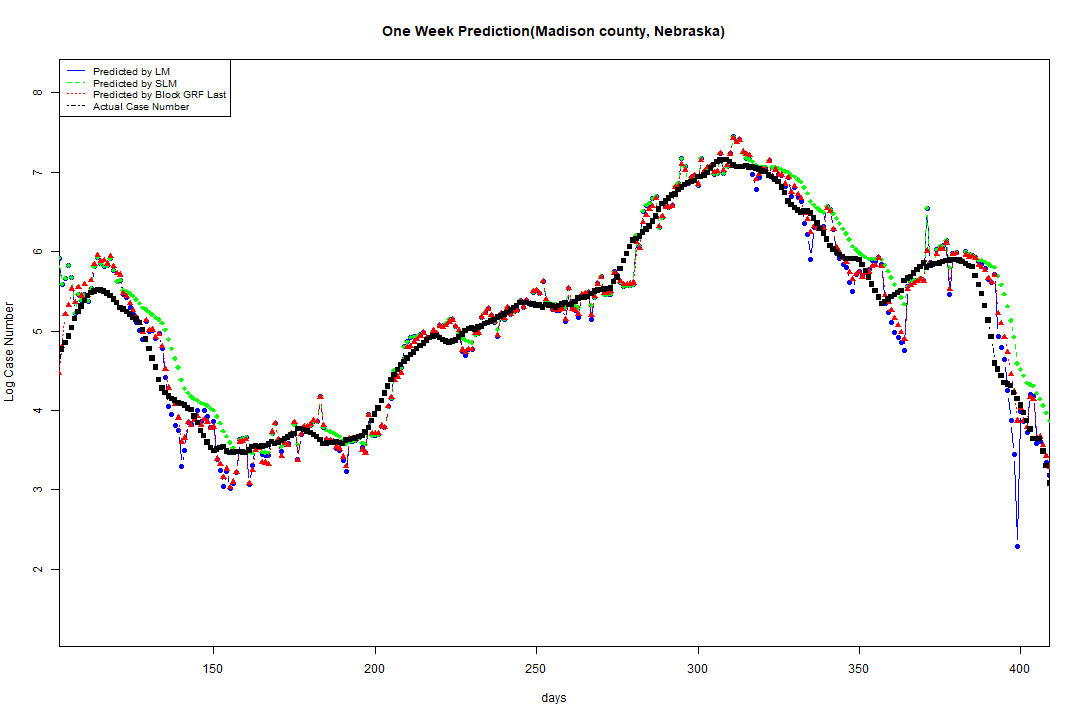 One Week Prediction(Madison county, Nebraska)
Predicted by LM
Predicted by SLM
Predicted by Block GRF Last
Actual Case Number
8
7
6
5
4
3
2
Log Case Number
150 200 250 300 350 400
days